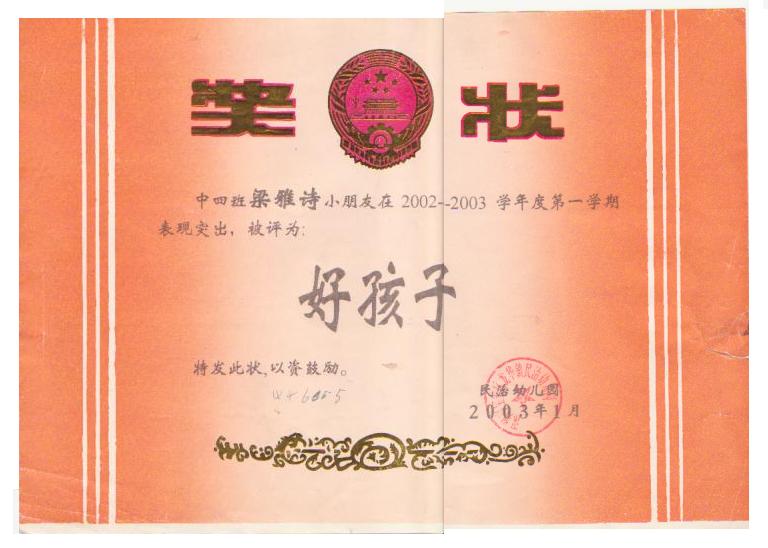 奖状
中四班梁雅诗小朋友在 2002--2003 学年度第一学期
表现突出，被评为：
好孩子
特发此状,以资鼓励。
民治幼儿园
2003年1月